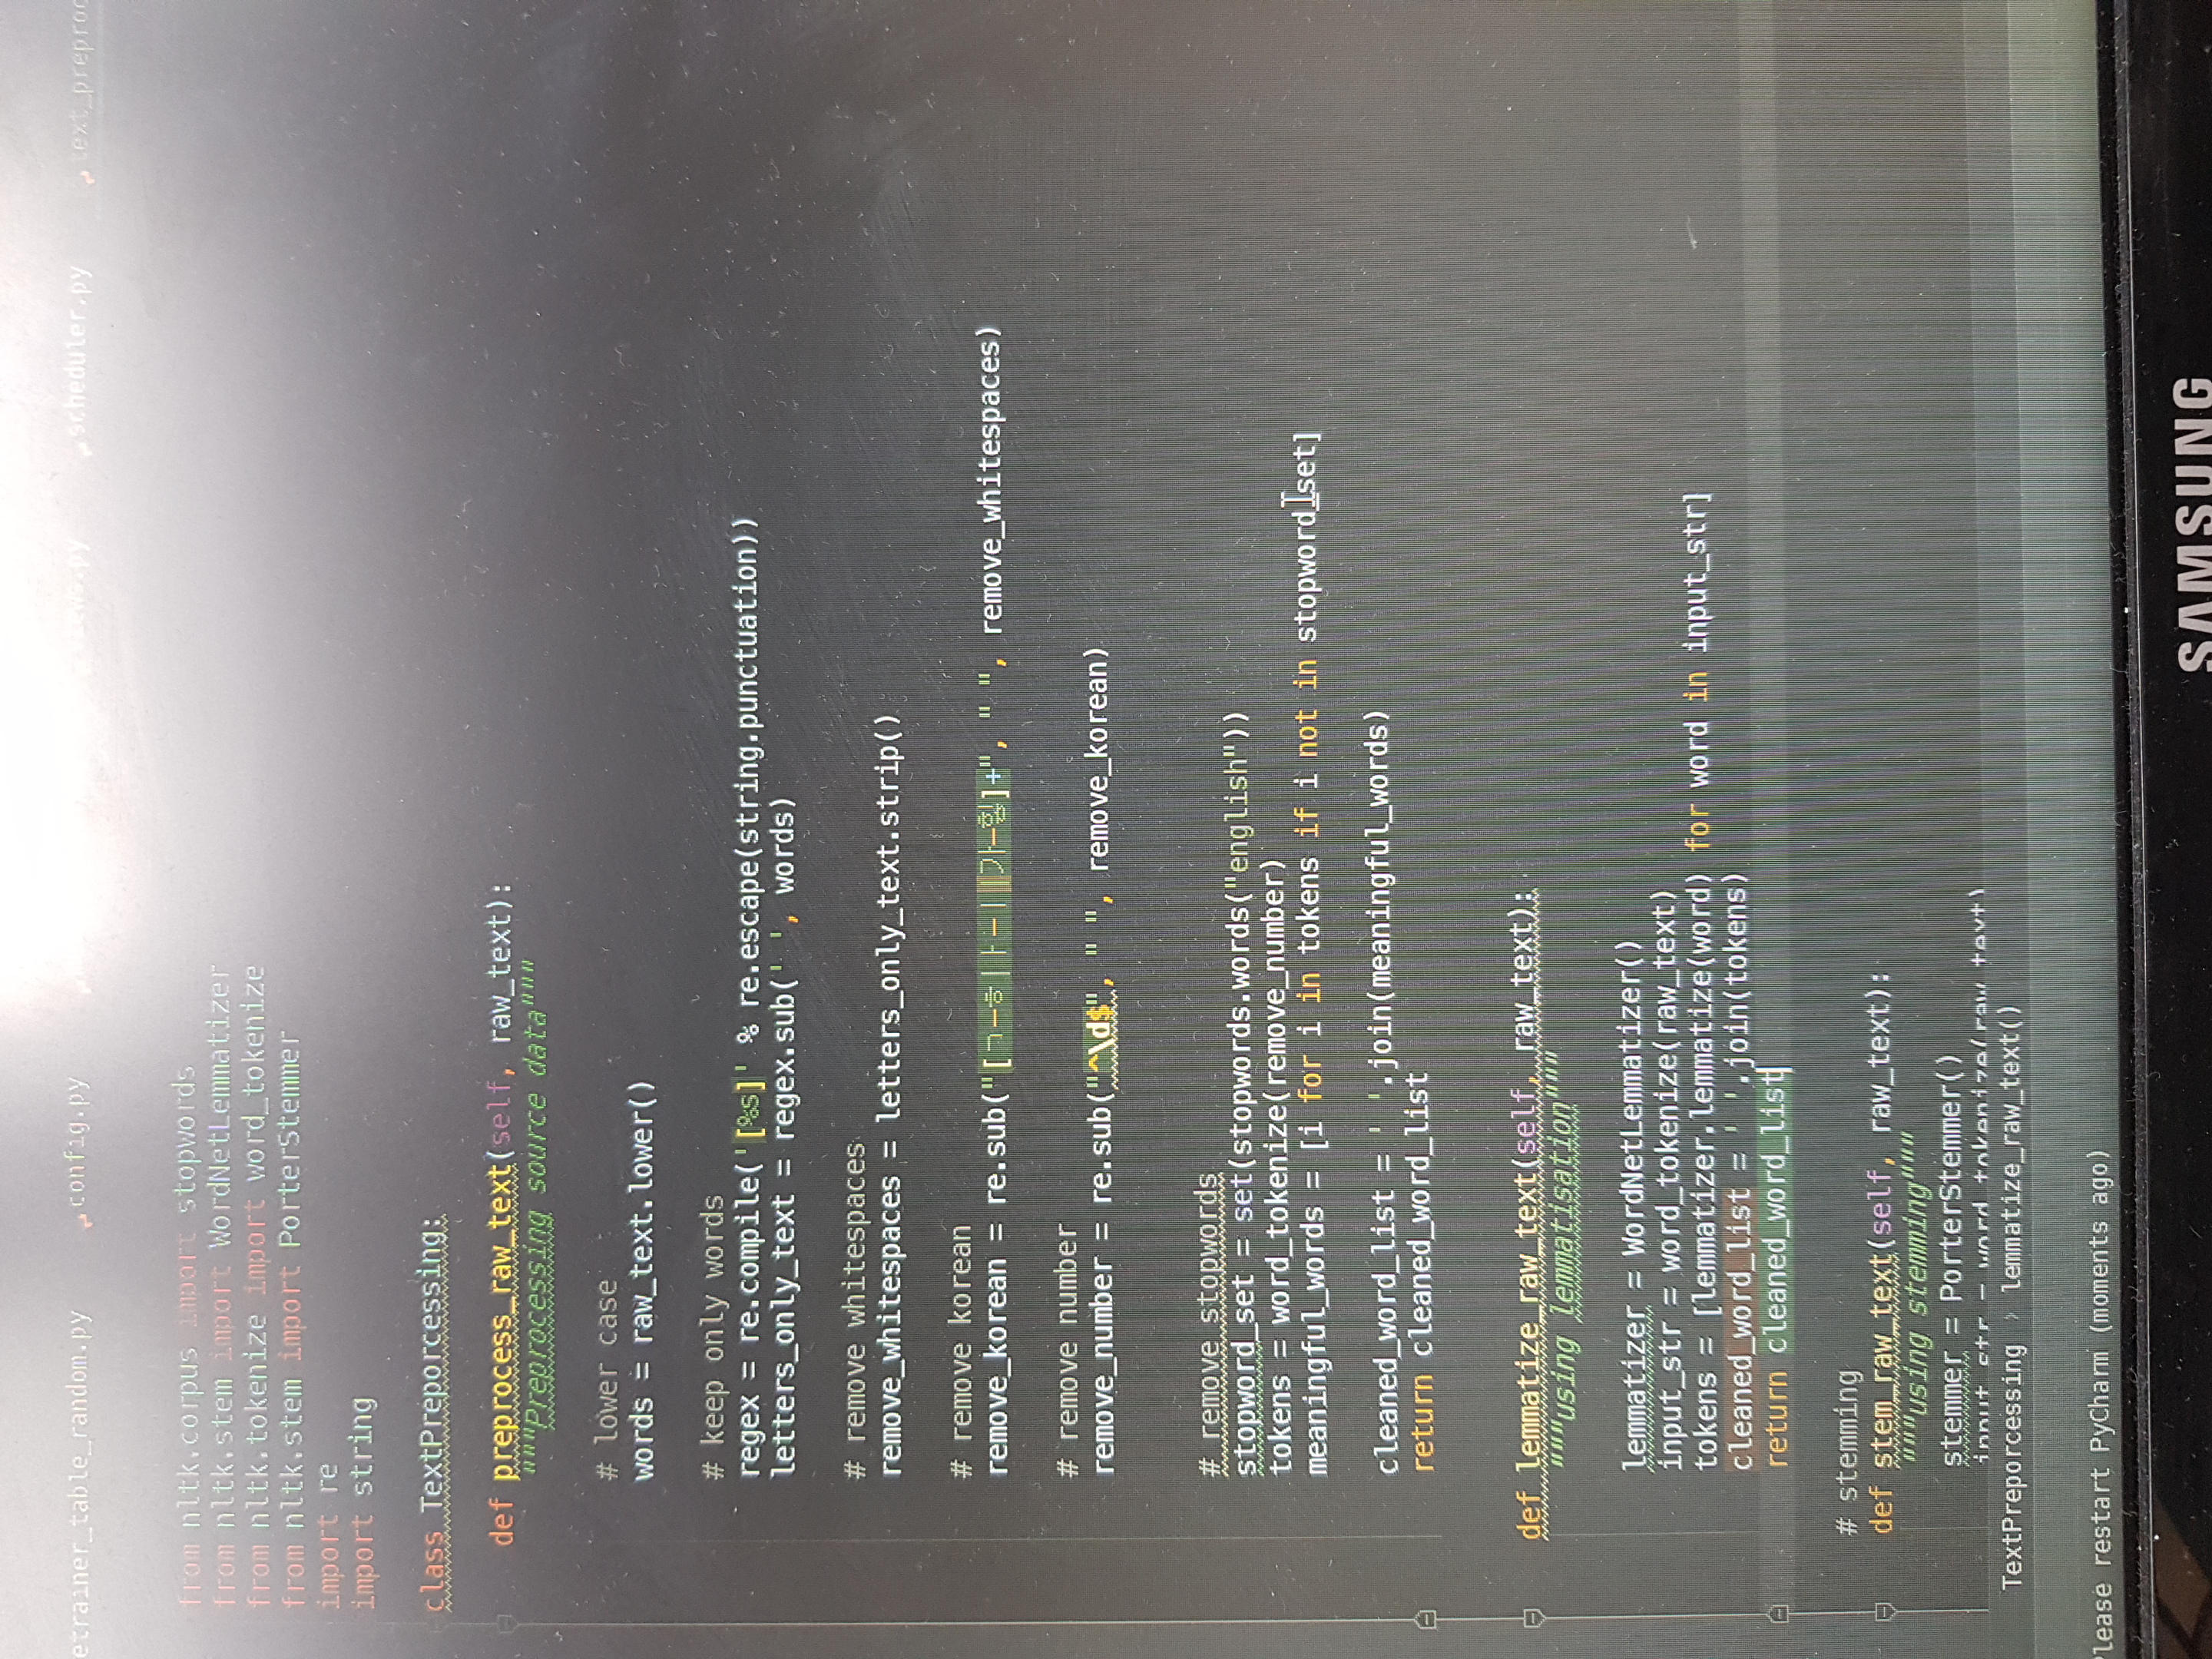 etrainer_table_random.py config.py views.py scheduler.py text_preproc
from nltk.corpus import stopwords
from nltk.stem import WordNetLemmatizer
from nltk.tokenize import word_tokenize
from nltk.stem import PorterStemmer
import re
import string
class TextPreporcessing:
def preprocess_raw_text(self, raw_text):
"""Preprocessing source data"""
# lower case
words = raw_text.lower()
# keep only words
regex = re.compile('[%s]' % re.escape(string.punctuation))
letters_only_text = regex.sub(' ', words)
# remove whitespaces
remove_whitespaces = letters_only_text.strip()
# remove korean
remove_korean = re.sub("[ㄱ-ㅎ|ㅏ-ㅣ|가-힣]+", " ", remove_whitespaces)
# remove number
remove_number = re.sub("^\d$", " ", remove_korean)
# remove stopwords
stopword_set = set(stopwords.words("english"))
tokens = word_tokenize(remove_number)
meaningful_words = [i for i in tokens if i not in stopword_set]
cleaned_word_list = ' '.join(meaningful_words)
return cleaned_word_list
def lemmatize_raw_text(self, raw_text):
"""using lemmatisation"""
lemmatizer = WordNetLemmatizer()
input_str = word_tokenize(raw_text)
tokens = [lemmatizer.lemmatize(word) for word in input_str]
cleaned_word_list = ' '.join(tokens)
return cleaned_word_list
# stemming
def stem_raw_text(self, raw_text):
"""using stemming"""
stemmer = PorterStemmer()
input_str = word_tokenize(raw_text)
TextPreporcessing › lemmatize_raw_text()
Please restart PyCharm (moments ago)
SAMSUNG